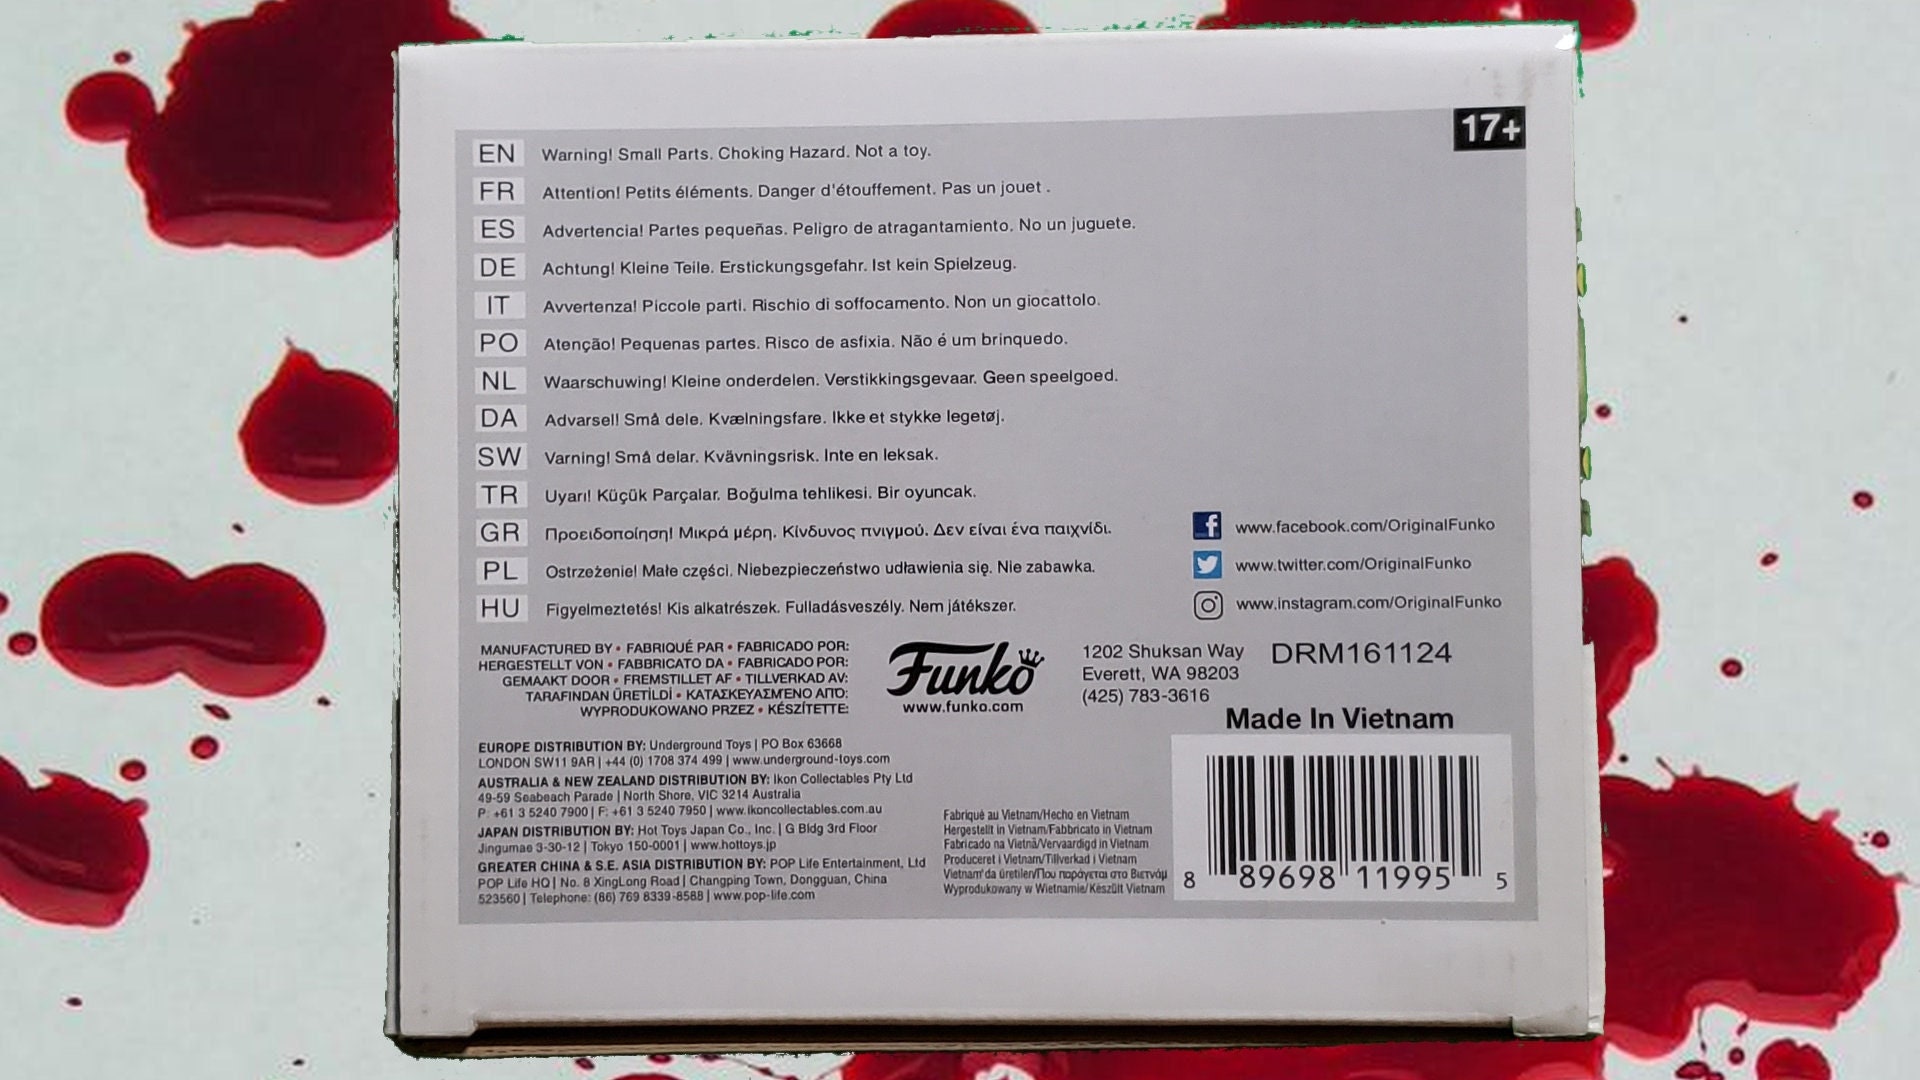 17+
EN Warning! Small Parts. Choking Hazard. Not a toy.
FR Attention! Petits éléments. Danger d'étouffement. Pas un jouet .
ES Advertencia! Partes pequeñas. Peligro de atragantamiento. No un juguete.
DE Achtung! Kleine Teile. Erstickungsgefahr. Ist kein Spielzeug.
IT Avvertenza! Piccole parti. Rischio di soffocamento. Non un giocattolo.
PO Atenção! Pequenas partes. Risco de asfixia. Não é um brinquedo.
NL Waarschuwing! Kleine onderdelen. Verstikkingsgevaar. Geen speelgoed.
DA Advarsel! Små dele. Kvælningsfare. Ikke et stykke legetøj.
SW Varning! Små delar. Kvävningsrisk. Inte en leksak.
TR Uyarı! Küçük Parçalar. Boğulma tehlikesi. Bir oyuncak.
GR Προειδοποίηση! Μικρά μέρη. Κίνδυνος πνιγμού. Δεν είναι ένα παιχνίδι.
PL Ostrzeżenie! Małe części. Niebezpieczeństwo udławienia się. Nie zabawka.
HU Figyelmeztetés! Kis alkatrészek. Fulladásveszély. Nem játékszer.
www.facebook.com/OriginalFunko
www.twitter.com/OriginalFunko
www.instagram.com/OriginalFunko
MANUFACTURED BY • FABRIQUÉ PAR • FABRICADO POR:
HERGESTELLT VON • FABBRICATO DA • FABRICADO POR:
GEMAAKT DOOR • FREMSTILLET AF • TILLVERKAD AV:
TARAFINDAN ÜRETİLDİ • ΚΑΤΑΣΚΕΥΑΣΜΈΝΟ ΑΠΌ:
WYPRODUKOWANO PRZEZ • KÉSZÍTETTE:
Funko
www.funko.com
1202 Shuksan Way
Everett, WA 98203
(425) 783-3616
DRM161124
Made In Vietnam
EUROPE DISTRIBUTION BY: Underground Toys | PO Box 63668
LONDON SW11 9AR | +44 (0) 1708 374 499 | www.underground-toys.com
AUSTRALIA & NEW ZEALAND DISTRIBUTION BY: Ikon Collectables Pty Ltd
49-59 Seabeach Parade | North Shore, VIC 3214 Australia
P: +61 3 5240 7900 | F: +61 3 5240 7950 | www.ikoncollectables.com.au
JAPAN DISTRIBUTION BY: Hot Toys Japan Co., Inc. | G Bldg 3rd Floor
Jingumae 3-30-12 | Tokyo 150-0001 | www.hottoys.jp
GREATER CHINA & S.E. ASIA DISTRIBUTION BY: POP Life Entertainment, Ltd
POP Life HQ | No. 8 XingLong Road | Changping Town, Dongguan, China
523560 | Telephone: (86) 769 8339-8588 | www.pop-life.com
Fabriqué au Vietnam/Hecho en Vietnam
Hergestellt in Vietnam/Fabbricato in Vietnam
Fabricado na Vietnã/Vervaardigd in Vietnam
Produceret i Vietnam/Tillverkad i Vietnam
Vietnam'da üretilen/Που παράγεται στο Βιετνάμ
Wyprodukowany w Wietnamie/Készült Vietnam
8 89698 11995 5